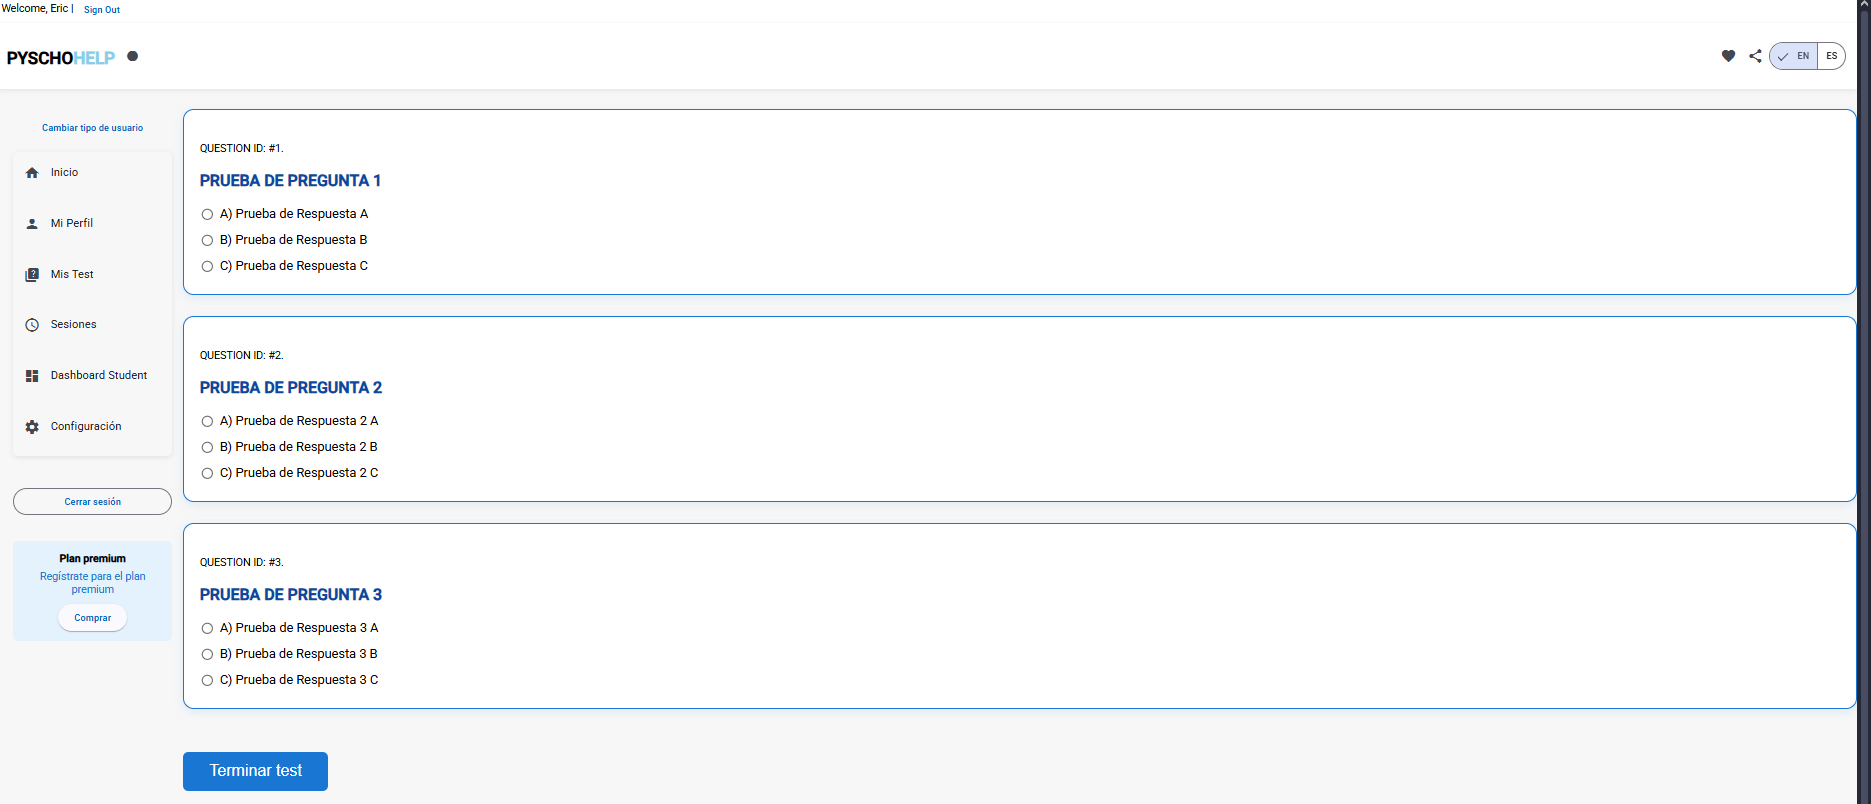 Welcome, Eric | Sign Out
PYSCHOHELP
EN ES
Cambiar tipo de usuario
Inicio
Mi Perfil
Mis Test
Sesiones
Dashboard Student
Configuración
Cerrar sesión
Plan premium
Regístrate para el plan
premium
Comprar
QUESTION ID: #1.
PRUEBA DE PREGUNTA 1
A) Prueba de Respuesta A
B) Prueba de Respuesta B
C) Prueba de Respuesta C
QUESTION ID: #2.
PRUEBA DE PREGUNTA 2
A) Prueba de Respuesta 2 A
B) Prueba de Respuesta 2 B
C) Prueba de Respuesta 2 C
QUESTION ID: #3.
PRUEBA DE PREGUNTA 3
A) Prueba de Respuesta 3 A
B) Prueba de Respuesta 3 B
C) Prueba de Respuesta 3 C
Terminar test